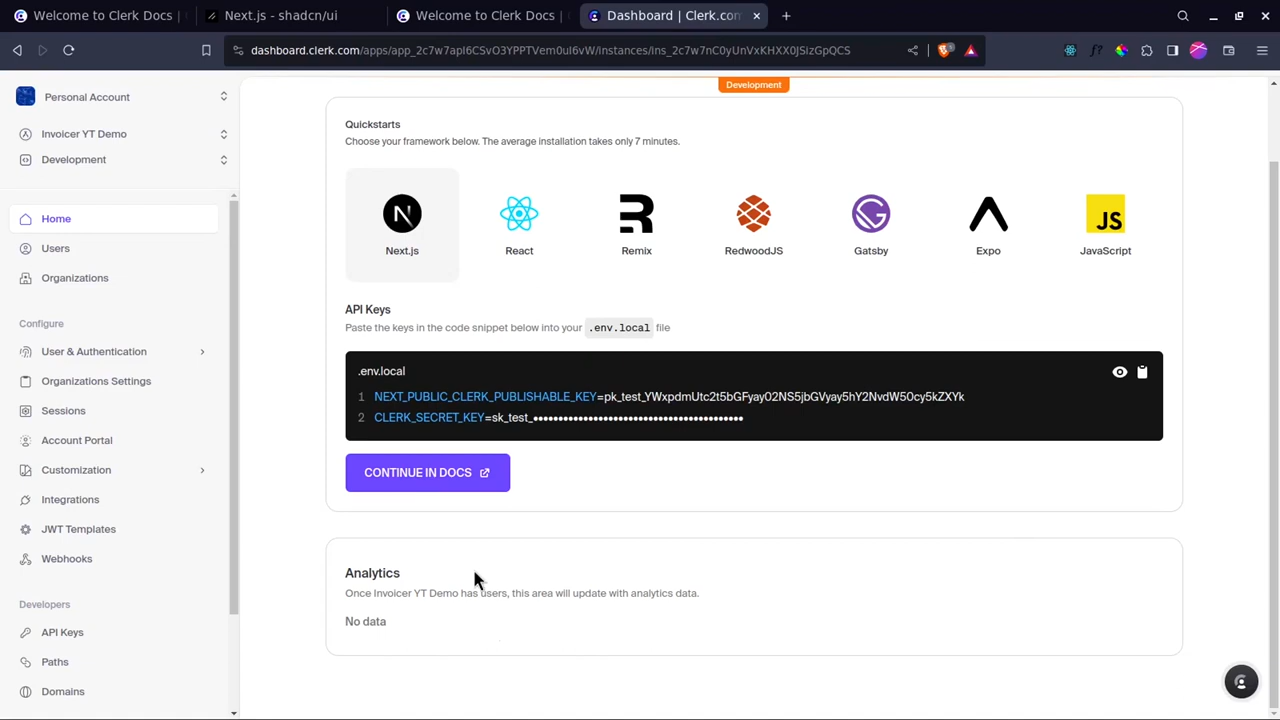 Welcome to Clerk Docs
Next.js - shadcn/ui
Welcome to Clerk Docs
Dashboard | Clerk.com
dashboard.clerk.com/apps/app_2c7w7apI6CSvO3YPPTVem0uI6vW/instances/ins_2c7w7nC0yUnVxKHXX0JSizGpQCS
Personal Account
Invoicer YT Demo
Development
Home
Users
Organizations
Configure
User & Authentication
Organizations Settings
Sessions
Account Portal
Customization
Integrations
JWT Templates
Webhooks
Developers
API Keys
Paths
Domains
Development
Quickstarts
Choose your framework below. The average installation takes only 7 minutes.
Next.js
React
Remix
RedwoodJS
Gatsby
Expo
JS
JavaScript
API Keys
Paste the keys in the code snippet below into your .env.local file
.env.local
1 NEXT_PUBLIC_CLERK_PUBLISHABLE_KEY=pk_test_YWxpdmUtc2t5bGFyay02NS5jbGVyay5hY2NvdW50cy5kZXYk
2 CLERK_SECRET_KEY=sk_test_••••••••••••••••••••••••••••••••••••••••••
CONTINUE IN DOCS
Analytics
Once Invoicer YT Demo has users, this area will update with analytics data.
No data